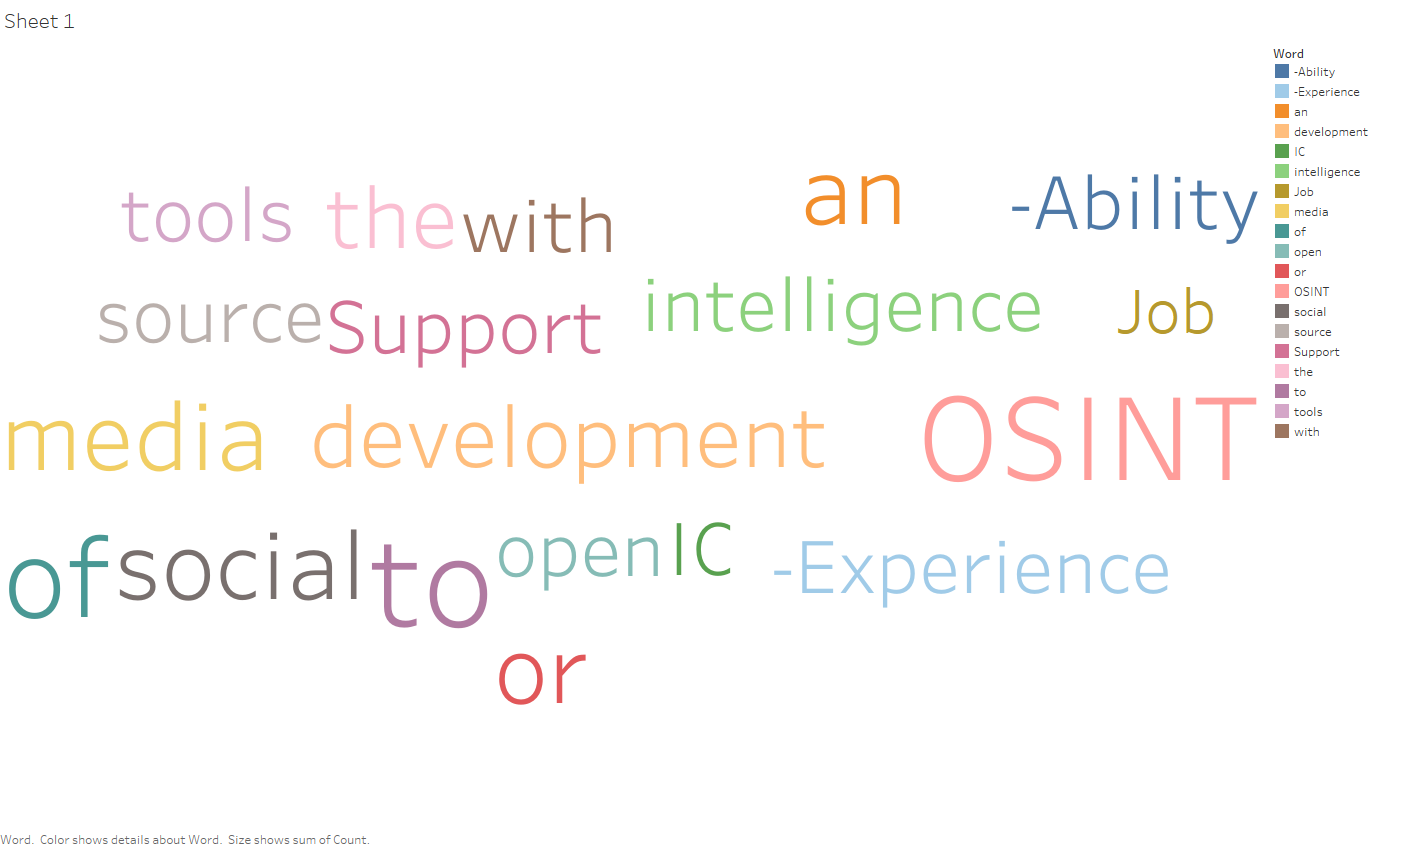 Sheet 1
tools the with an -Ability
source Support intelligence Job
media development OSINT
of social to open IC -Experience
or
Word
-Ability
-Experience
an
development
IC
intelligence
Job
media
of
open
or
OSINT
social
source
Support
the
to
tools
with
Word. Color shows details about Word. Size shows sum of Count.